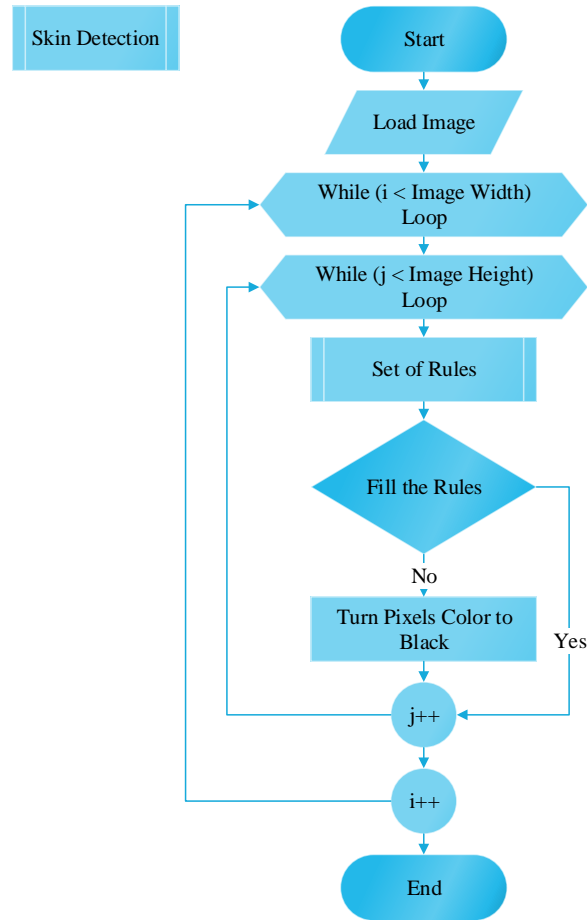 Skin Detection
Start
Load Image
While (i < Image Width)
Loop
While (j < Image Height)
Loop
Set of Rules
Fill the Rules
No
Turn Pixels Color to
Black
Yes
j++
i++
End